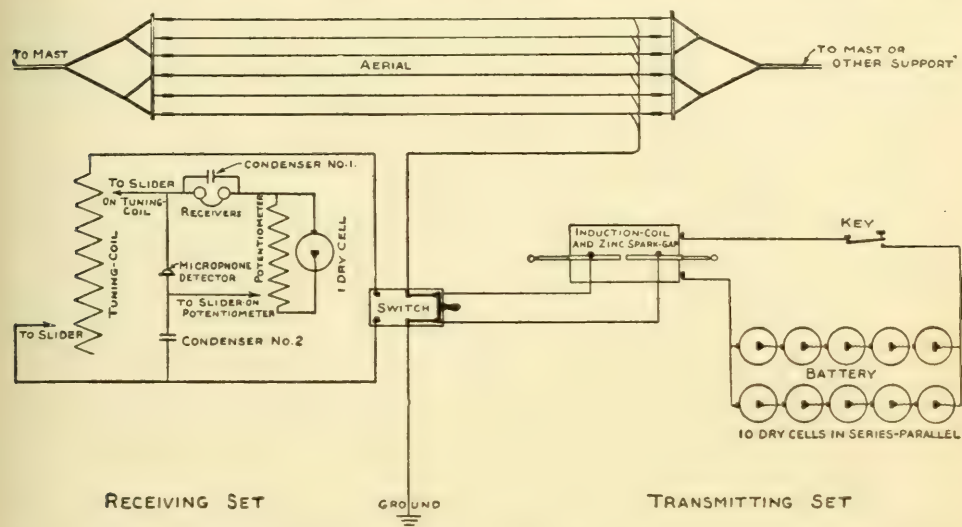 TO MAST
AERIAL
TO MAST OR
OTHER SUPPORT
CONDENSER NO.1.
TO SLIDER
ON TUNING-
COIL
RECEIVERS
TUNING-COIL
POTENTIOMETER
1 DRY CELL
MICROPHONE
DETECTOR
TO SLIDER ON
POTENTIOMETER
TO SLIDER
CONDENSER NO.2
SWITCH
INDUCTION-COIL
AND ZINC SPARK-GAP
KEY
BATTERY
10 DRY CELLS IN SERIES-PARALLEL
RECEIVING SET
GROUND
TRANSMITTING SET